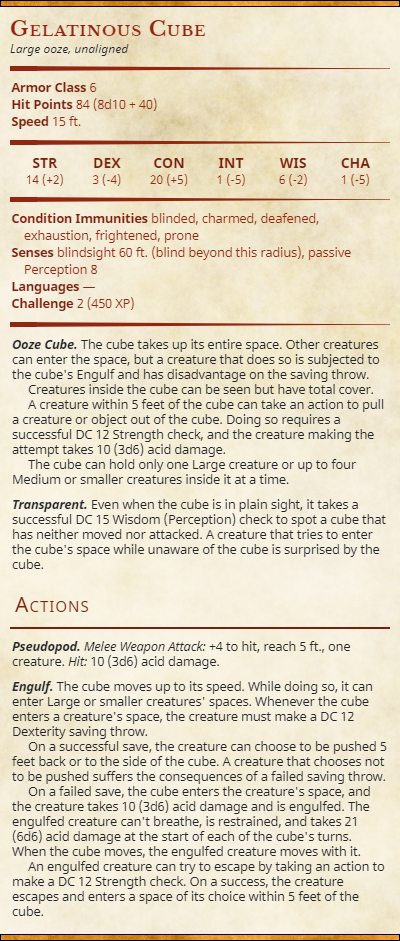 Gelatinous Cube
Large ooze, unaligned
Armor Class 6
Hit Points 84 (8d10 + 40)
Speed 15 ft.
STR DEX CON INT WIS CHA
14 (+2) 3 (-4) 20 (+5) 1 (-5) 6 (-2) 1 (-5)
Condition Immunities blinded, charmed, deafened,
exhaustion, frightened, prone
Senses blindsight 60 ft. (blind beyond this radius), passive
Perception 8
Languages —
Challenge 2 (450 XP)
Ooze Cube. The cube takes up its entire space. Other creatures
can enter the space, but a creature that does so is subjected to
the cube's Engulf and has disadvantage on the saving throw.
Creatures inside the cube can be seen but have total cover.
A creature within 5 feet of the cube can take an action to pull
a creature or object out of the cube. Doing so requires a
successful DC 12 Strength check, and the creature making the
attempt takes 10 (3d6) acid damage.
The cube can hold only one Large creature or up to four
Medium or smaller creatures inside it at a time.
Transparent. Even when the cube is in plain sight, it takes a
successful DC 15 Wisdom (Perception) check to spot a cube that
has neither moved nor attacked. A creature that tries to enter
the cube's space while unaware of the cube is surprised by the
cube.
Actions
Pseudopod. Melee Weapon Attack: +4 to hit, reach 5 ft., one
creature. Hit: 10 (3d6) acid damage.
Engulf. The cube moves up to its speed. While doing so, it can
enter Large or smaller creatures' spaces. Whenever the cube
enters a creature's space, the creature must make a DC 12
Dexterity saving throw.
On a successful save, the creature can choose to be pushed 5
feet back or to the side of the cube. A creature that chooses not
to be pushed suffers the consequences of a failed saving throw.
On a failed save, the cube enters the creature's space, and
the creature takes 10 (3d6) acid damage and is engulfed. The
engulfed creature can't breathe, is restrained, and takes 21
(6d6) acid damage at the start of each of the cube's turns.
When the cube moves, the engulfed creature moves with it.
An engulfed creature can try to escape by taking an action to
make a DC 12 Strength check. On a success, the creature
escapes and enters a space of its choice within 5 feet of the
cube.